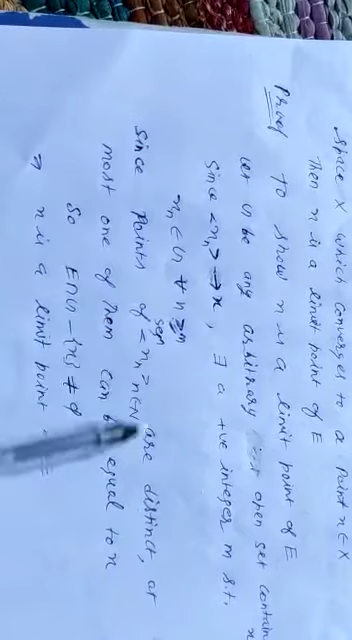 space X which converges to a point x ∈ X
Then x is a limit point of E
Proof To show x is a limit point of E
Let U be any arbitrary open set contain x
Since <xₙ> → x, ∃ a +ve integer m s.t.
xₙ ∈ U ∀ n ≥ m
Since points of seqⁿ <xₙ> n∈N are distinct, at
most one of them can b equal to x
So E∩U - {x} ≠ φ
⇒ x is a limit point